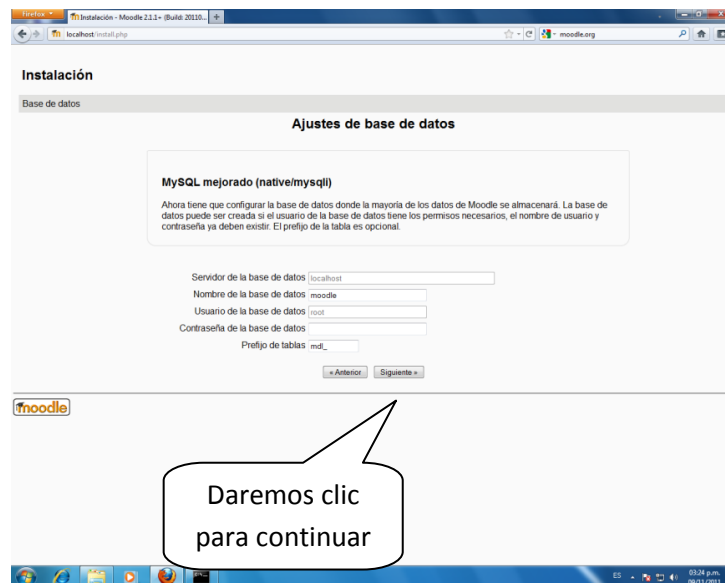 Firefox
Instalación - Moodle 2.1.1+ (Build: 20110...
localhost/install.php
moodle.org
Instalación
Base de datos
Ajustes de base de datos
MySQL mejorado (native/mysqli)
Ahora tiene que configurar la base de datos donde la mayoría de los datos de Moodle se almacenará. La base de
datos puede ser creada si el usuario de la base de datos tiene los permisos necesarios, el nombre de usuario y
contraseña ya deben existir. El prefijo de la tabla es opcional.
Servidor de la base de datos localhost
Nombre de la base de datos moodle
Usuario de la base de datos root
Contraseña de la base de datos
Prefijo de tablas mdl_
« Anterior Siguiente »
moodle
Daremos clic
para continuar
ES 03:24 p.m.
09/11/2011